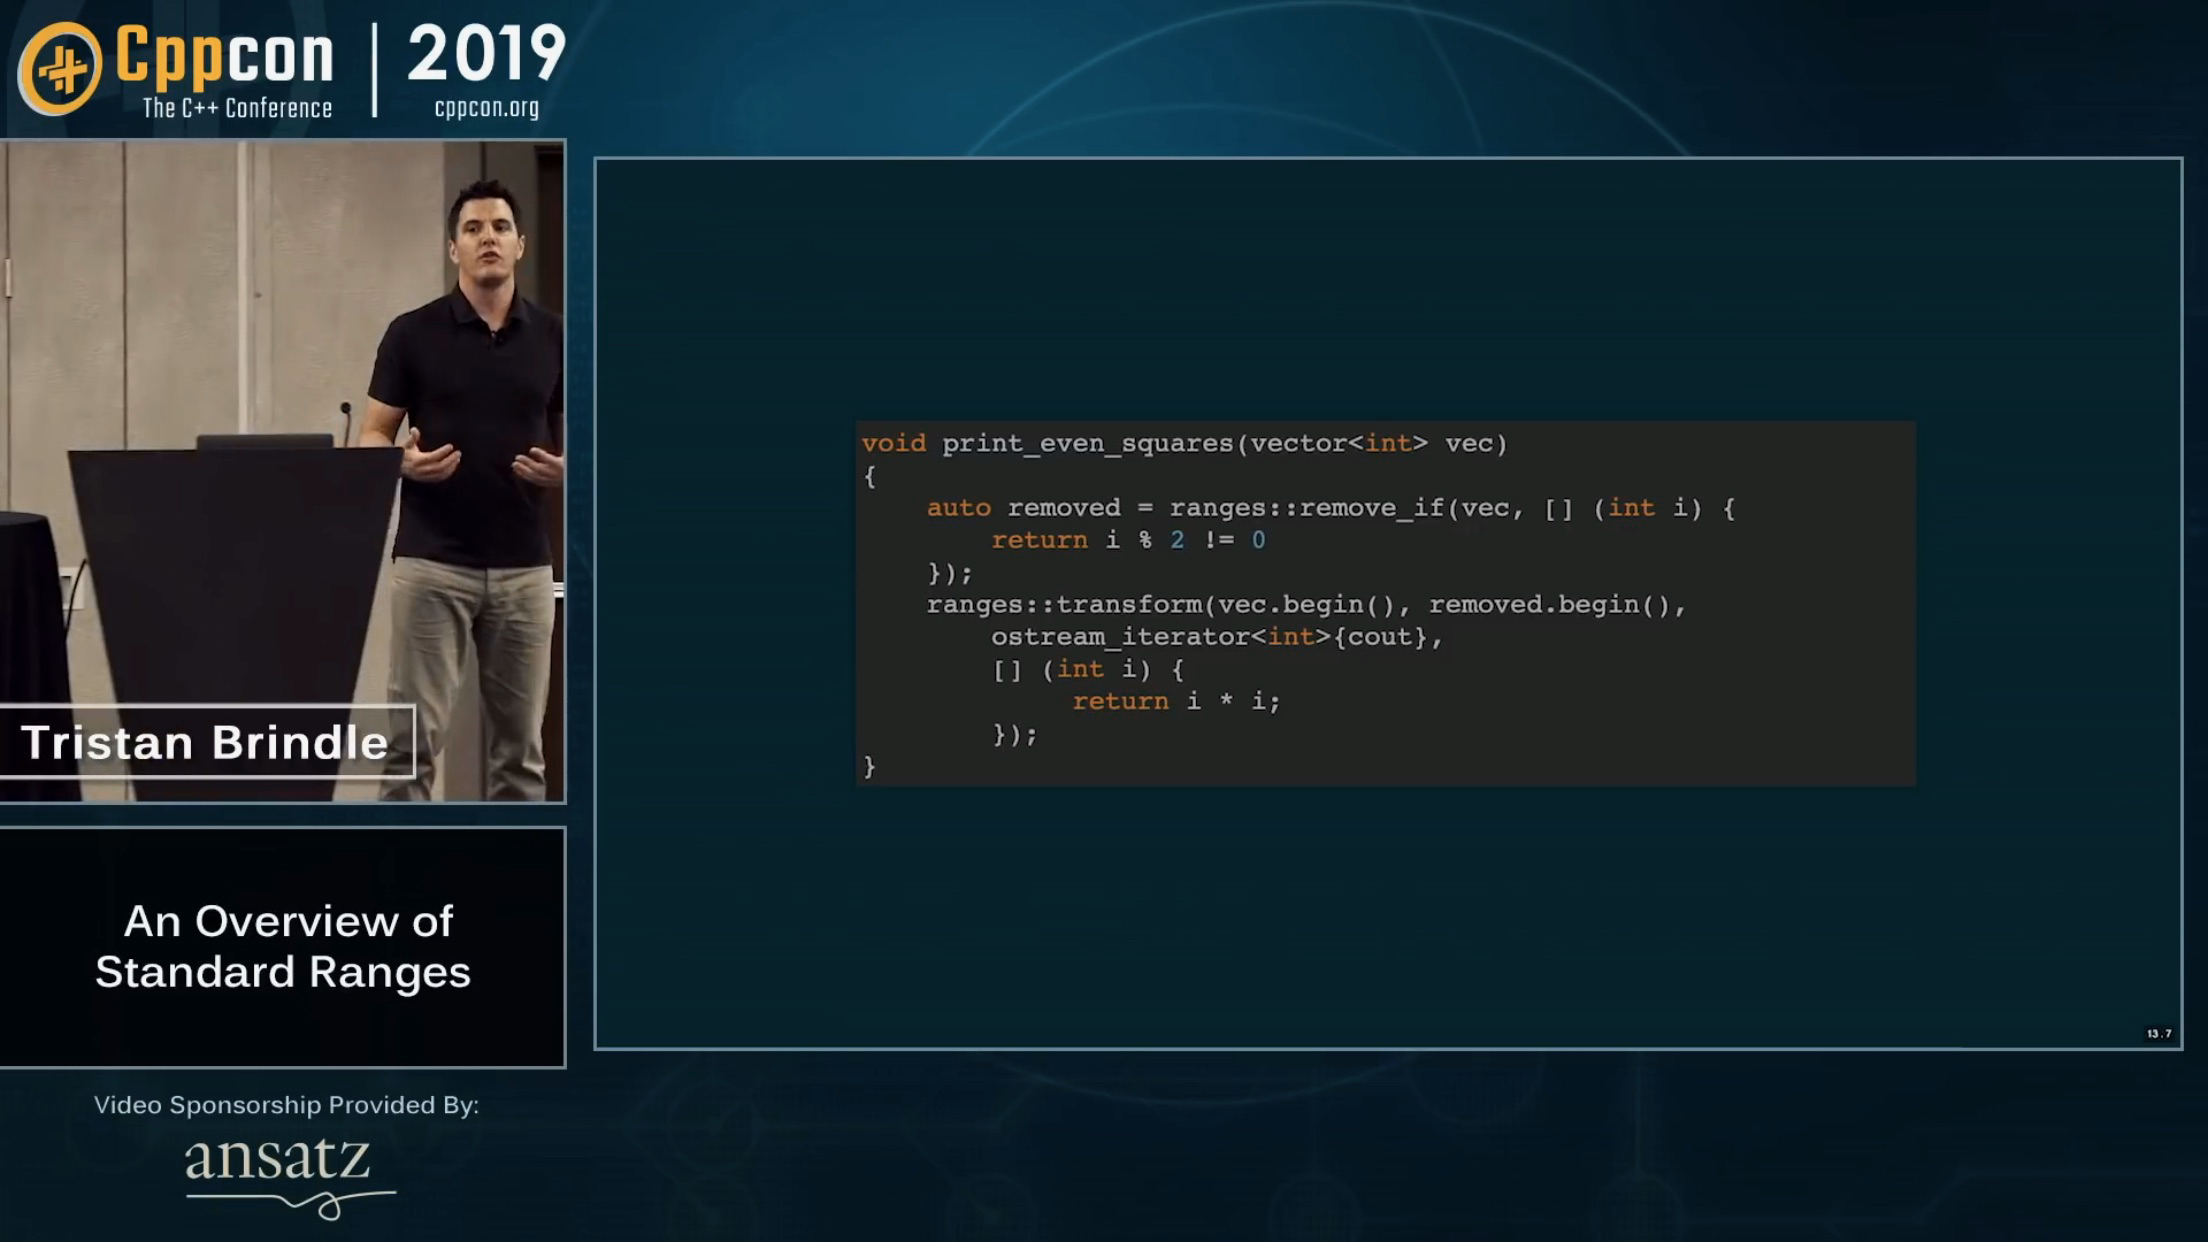 Cppcon
The C++ Conference
2019
cppcon.org
Tristan Brindle
An Overview of
Standard Ranges
Video Sponsorship Provided By:
ansatz
void print_even_squares(vector<int> vec)
{
    auto removed = ranges::remove_if(vec, [] (int i) {
        return i % 2 != 0
    });
    ranges::transform(vec.begin(), removed.begin(),
        ostream_iterator<int>{cout},
        [] (int i) {
             return i * i;
        });
}
13.7